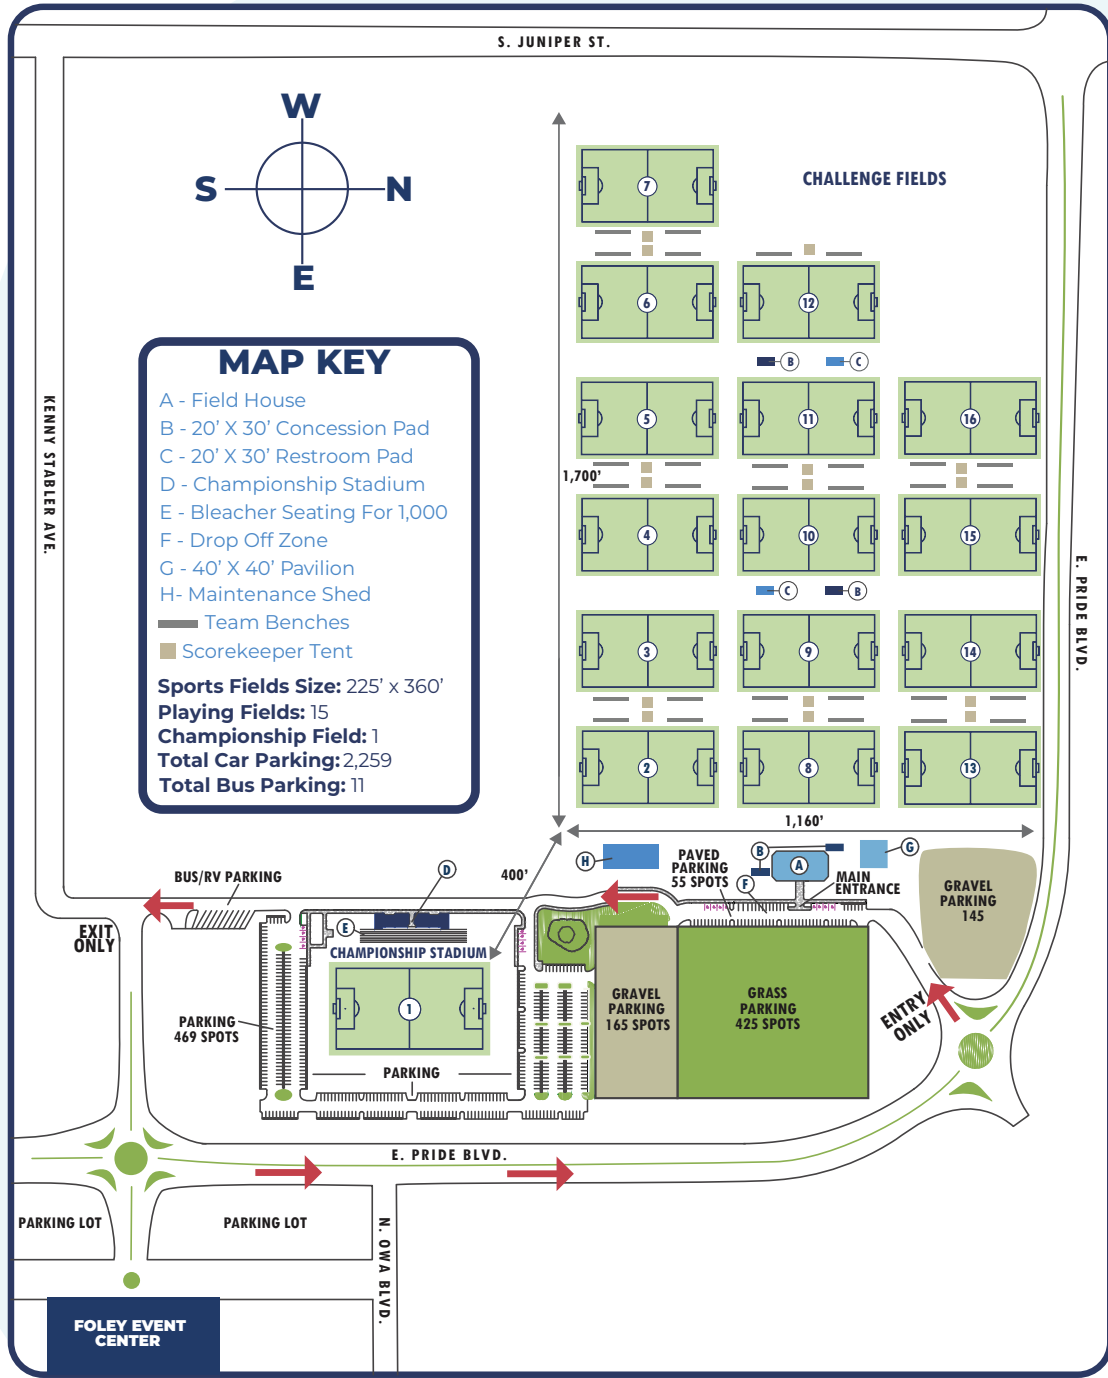 S. JUNIPER ST.
W
S
N
E
CHALLENGE FIELDS
7
6
12
B
C
MAP KEY
A - Field House
B - 20’ X 30’ Concession Pad
C - 20’ X 30’ Restroom Pad
D - Championship Stadium
E - Bleacher Seating For 1,000
F - Drop Off Zone
G - 40’ X 40’ Pavilion
H- Maintenance Shed
Team Benches
Scorekeeper Tent
Sports Fields Size: 225’ x 360’
Playing Fields: 15
Championship Field: 1
Total Car Parking: 2,259
Total Bus Parking: 11
KENNY STABLER AVE.
5
11
16
1,700’
4
10
15
C
B
E. PRIDE BLVD.
3
9
14
2
8
13
1,160’
400’
H
PAVED
PARKING
55 SPOTS
B
A
G
F
MAIN
ENTRANCE
GRAVEL
PARKING
145
BUS/RV PARKING
D
EXIT
ONLY
E
CHAMPIONSHIP STADIUM
1
PARKING
469 SPOTS
PARKING
GRAVEL
PARKING
165 SPOTS
GRASS
PARKING
425 SPOTS
ENTRY
ONLY
E. PRIDE BLVD.
PARKING LOT
PARKING LOT
N. OWA BLVD.
FOLEY EVENT
CENTER